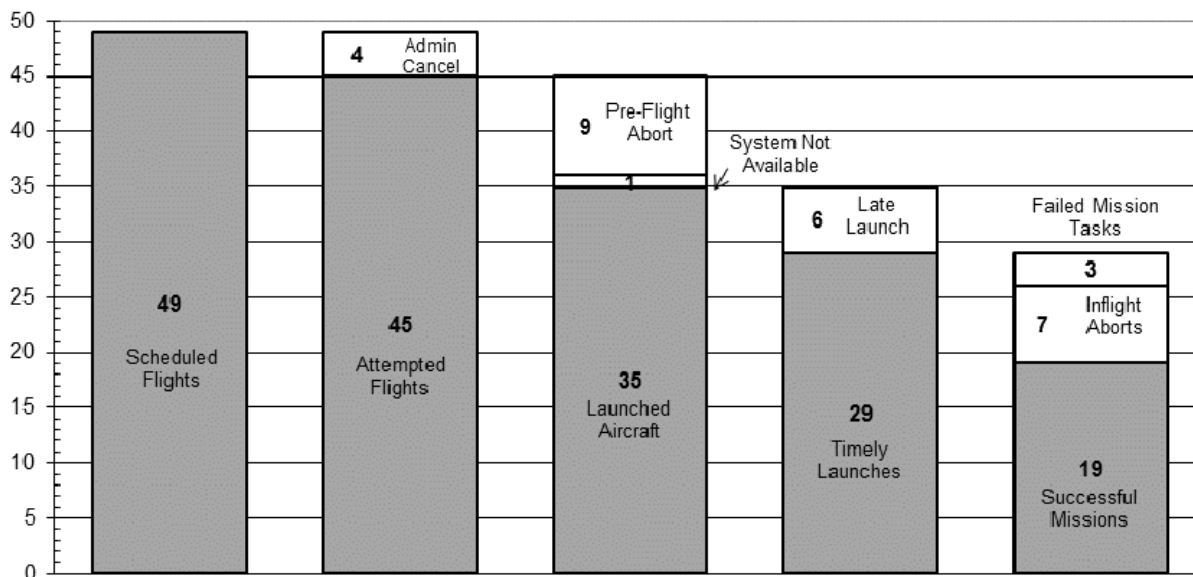 50
45
40
35
30
25
20
15
10
5
0
49
Scheduled
Flights
4 Admin
Cancel
45
Attempted
Flights
9 Pre-Flight
Abort
1
System Not
Available
35
Launched
Aircraft
6 Late
Launch
29
Timely
Launches
Failed Mission
Tasks
3
7 Inflight
Aborts
19
Successful
Missions